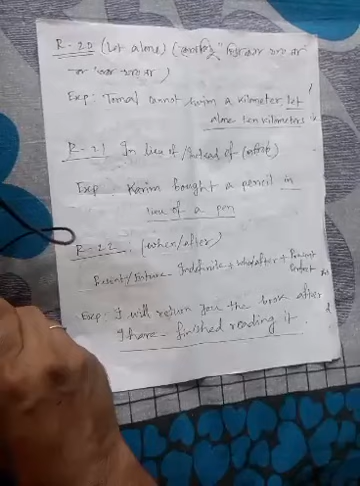 R-20 (Let alone)
Exp: Tomal cannot swim a kilometer let
alone ten kilometers
R-21 In lieu of /Instead of
Exp: Karim bought a pencil in
lieu of a pen
R-22 (when/after)
Present/Future Indefinite + when/after + Present
Perfect
Exp: I will return you the book after
I have finished reading it.